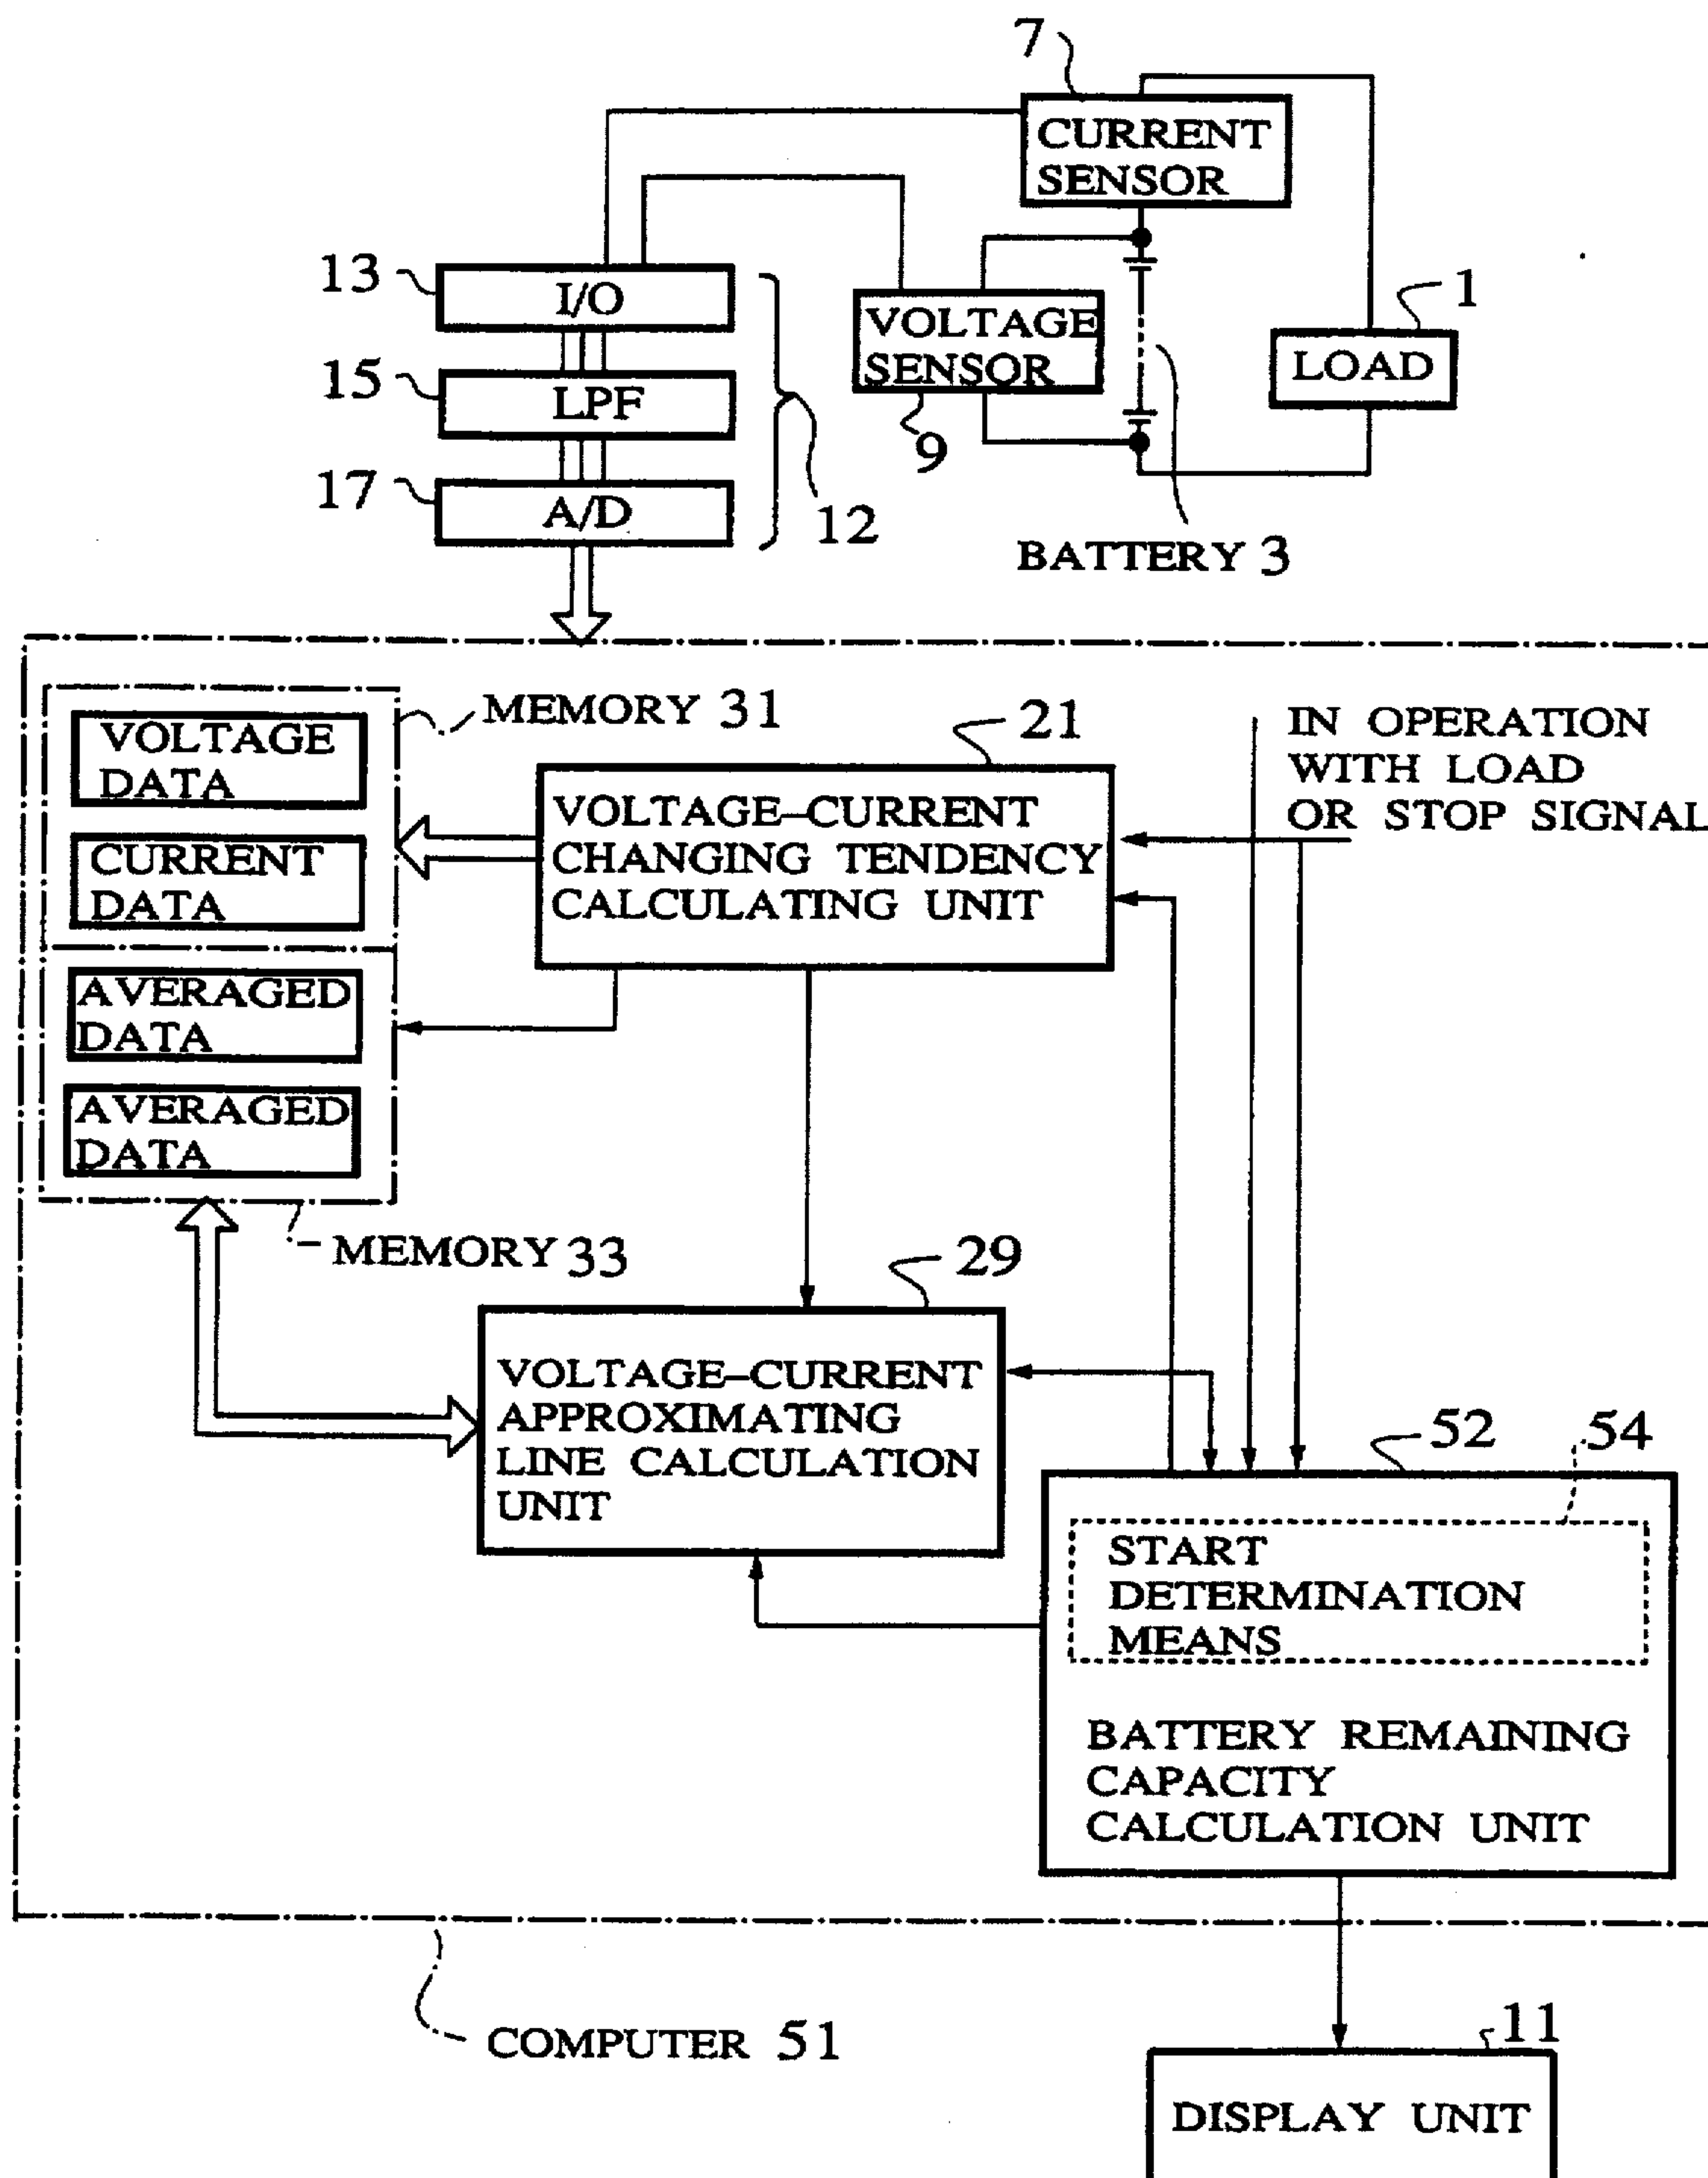 7
CURRENT
SENSOR
13
I/O
1
VOLTAGE
SENSOR
LOAD
15
LPF
9
17
A/D
12
BATTERY 3
MEMORY 31
21
IN OPERATION
WITH LOAD
OR STOP SIGNAL
VOLTAGE
DATA
VOLTAGE–CURRENT
CHANGING TENDENCY
CALCULATING UNIT
CURRENT
DATA
AVERAGED
DATA
AVERAGED
DATA
MEMORY 33
29
VOLTAGE–CURRENT
APPROXIMATING
LINE CALCULATION
UNIT
52
54
START
DETERMINATION
MEANS
BATTERY REMAINING
CAPACITY
CALCULATION UNIT
COMPUTER 51
11
DISPLAY UNIT